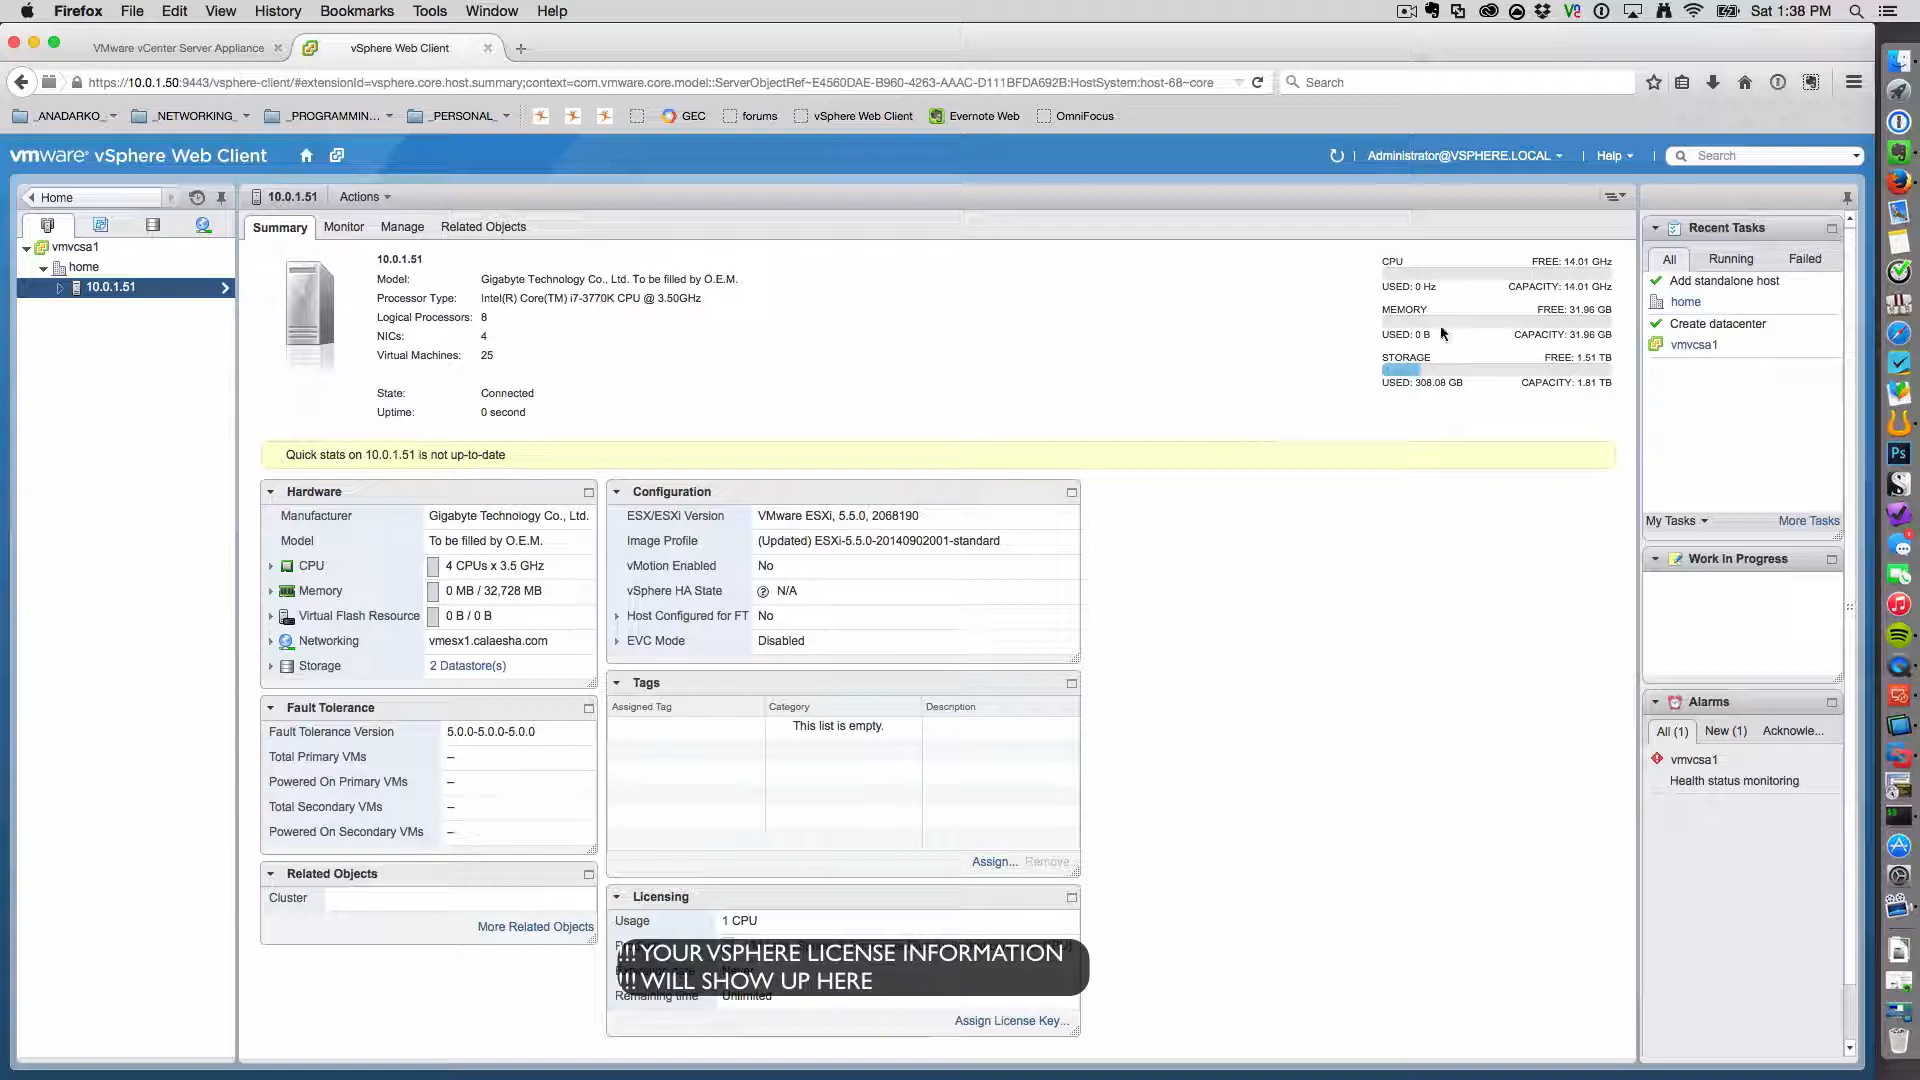 Firefox File Edit View History Bookmarks Tools Window Help Sat 1:38 PM
VMware vCenter Server Appliance
vSphere Web Client
https://10.0.1.50:9443/vsphere-client/#extensionId=vsphere.core.host.summary;context=com.vmware.core.model::ServerObjectRef~E4560DAE-B960-4263-AAAC-D111BFDA692B:HostSystem:host-68~core
Search
_ANADARKO_ _NETWORKING_ _PROGRAMMIN... _PERSONAL_ GEC forums vSphere Web Client Evernote Web OmniFocus
vmware® vSphere Web Client
Administrator@VSPHERE.LOCAL Help Search
Home
vmvcsa1
home
10.0.1.51
10.0.1.51 Actions
Summary Monitor Manage Related Objects
10.0.1.51
Model: Gigabyte Technology Co., Ltd. To be filled by O.E.M.
Processor Type: Intel(R) Core(TM) i7-3770K CPU @ 3.50GHz
Logical Processors: 8
NICs: 4
Virtual Machines: 25
State: Connected
Uptime: 0 second
CPU FREE: 14.01 GHz
USED: 0 Hz CAPACITY: 14.01 GHz
MEMORY FREE: 31.96 GB
USED: 0 B CAPACITY: 31.96 GB
STORAGE FREE: 1.51 TB
USED: 308.08 GB CAPACITY: 1.81 TB
Quick stats on 10.0.1.51 is not up-to-date
Hardware
Manufacturer Gigabyte Technology Co., Ltd.
Model To be filled by O.E.M.
CPU 4 CPUs x 3.5 GHz
Memory 0 MB / 32,728 MB
Virtual Flash Resource 0 B / 0 B
Networking vmesx1.calaesha.com
Storage 2 Datastore(s)
Fault Tolerance
Fault Tolerance Version 5.0.0-5.0.0-5.0.0
Total Primary VMs –
Powered On Primary VMs –
Total Secondary VMs –
Powered On Secondary VMs –
Related Objects
Cluster
More Related Objects
Configuration
ESX/ESXi Version VMware ESXi, 5.5.0, 2068190
Image Profile (Updated) ESXi-5.5.0-20140902001-standard
vMotion Enabled No
vSphere HA State N/A
Host Configured for FT No
EVC Mode Disabled
Tags
Assigned Tag Category Description
This list is empty.
Assign... Remove
Licensing
Usage 1 CPU
!!! YOUR VSPHERE LICENSE INFORMATION
!!! WILL SHOW UP HERE
Remaining time Unlimited
Assign License Key...
Recent Tasks
All Running Failed
Add standalone host
home
Create datacenter
vmvcsa1
My Tasks More Tasks
Work In Progress
Alarms
All (1) New (1) Acknowle...
vmvcsa1
Health status monitoring
Ps